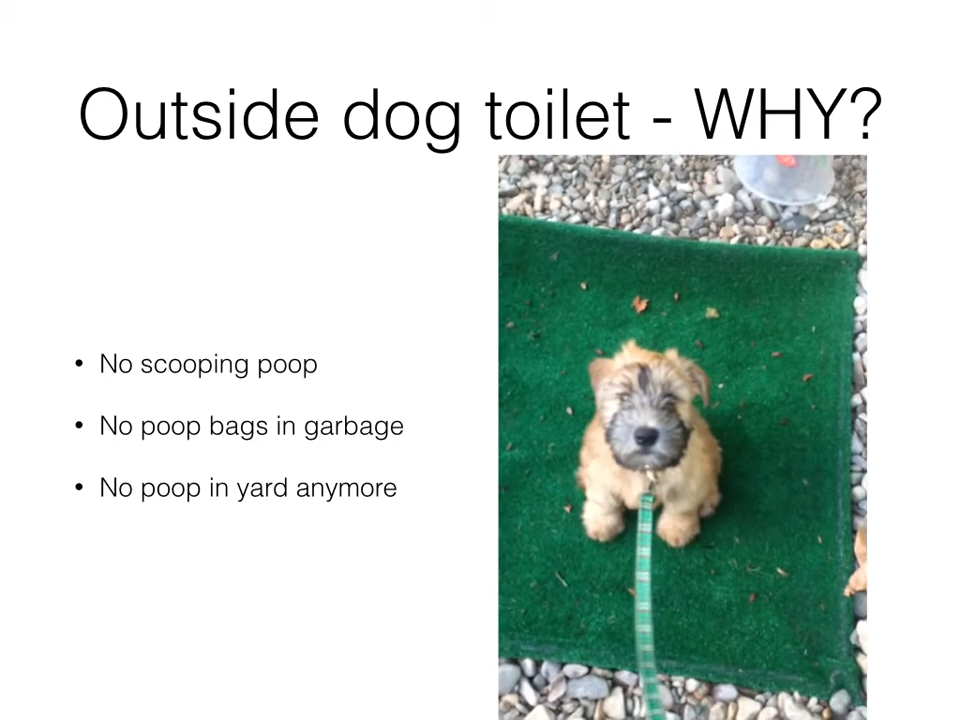 Outside dog toilet - WHY?
• No scooping poop
• No poop bags in garbage
• No poop in yard anymore